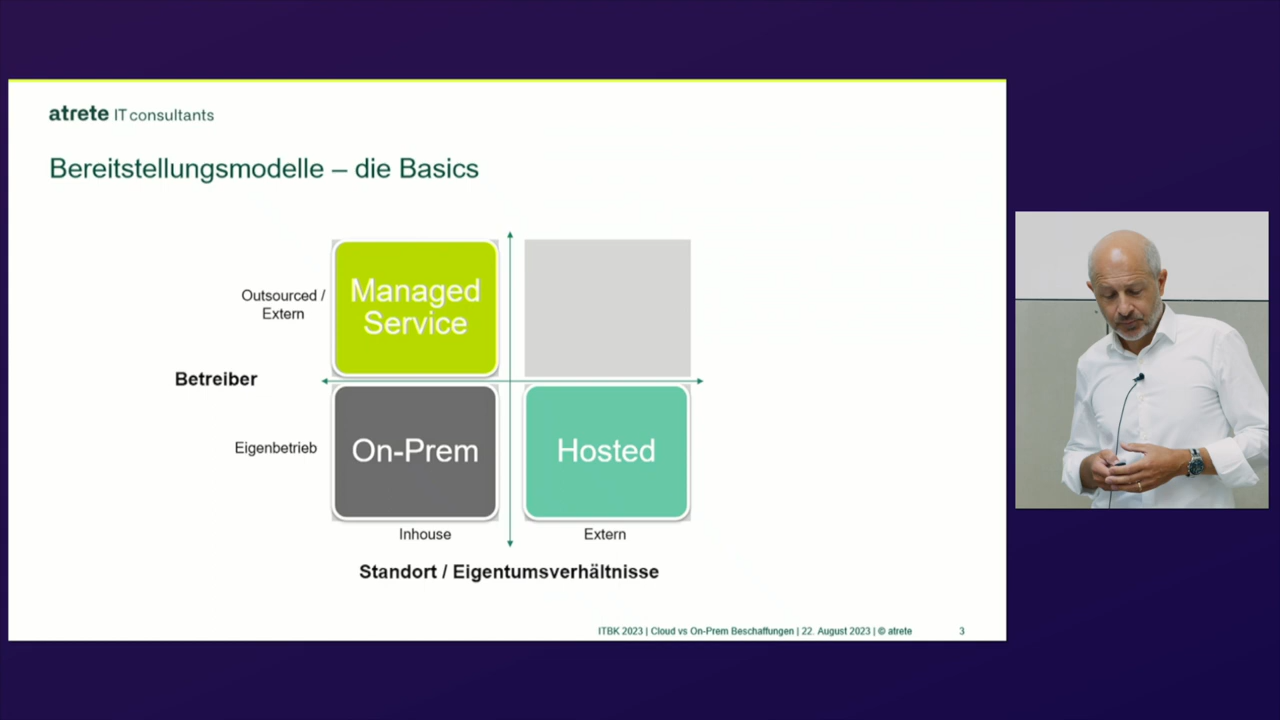 atrete IT consultants
Bereitstellungsmodelle – die Basics
Outsourced /
Extern
Managed
Service
Betreiber
Eigenbetrieb
On-Prem
Hosted
Inhouse
Extern
Standort / Eigentumsverhältnisse
ITBK 2023 | Cloud vs On-Prem Beschaffungen | 22. August 2023 | © atrete
3